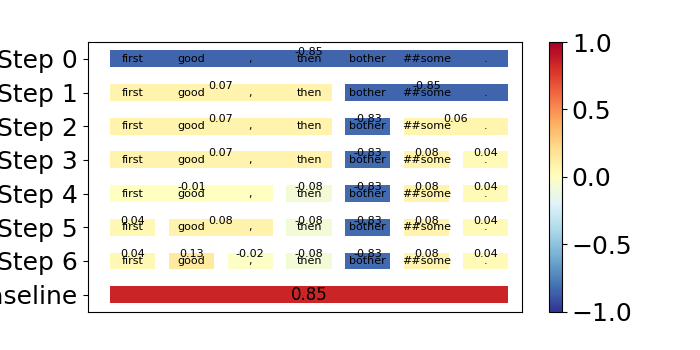 -0.85
Step 0 first good , then bother ##some .
0.07 -0.85
Step 1 first good , then bother ##some .
0.07 -0.83 0.06
Step 2 first good , then bother ##some .
0.07 -0.83 0.08 0.04
Step 3 first good , then bother ##some .
-0.01 -0.08 -0.83 0.08 0.04
Step 4 first good , then bother ##some .
0.04 0.08 -0.08 -0.83 0.08 0.04
Step 5 first good , then bother ##some .
0.04 0.13 -0.02 -0.08 -0.83 0.08 0.04
Step 6 first good , then bother ##some .
aseline 0.85
1.0
0.5
0.0
−0.5
−1.0